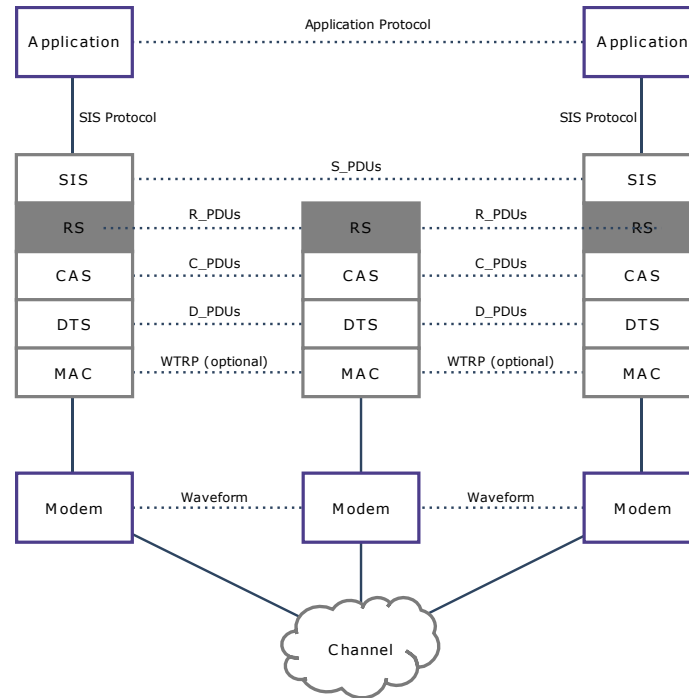 Application
Application Protocol
Application
SIS Protocol
SIS Protocol
SIS
S_PDUs
SIS
RS
R_PDUs
RS
R_PDUs
RS
CAS
C_PDUs
CAS
C_PDUs
CAS
DTS
D_PDUs
DTS
D_PDUs
DTS
MAC
WTRP (optional)
MAC
WTRP (optional)
MAC
Modem
Waveform
Modem
Waveform
Modem
Channel